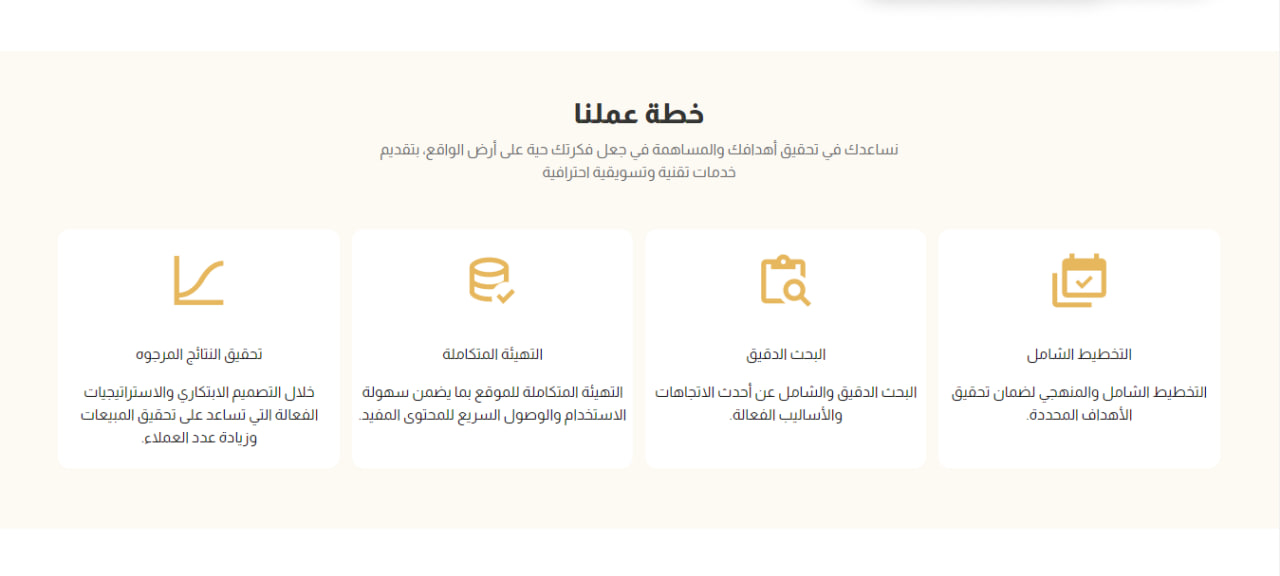 خطة عملنا
نساعدك في تحقيق أهدافك والمساهمة في جعل فكرتك حية على أرض الواقع، بتقديم
خدمات تقنية وتسويقية احترافية
التخطيط الشامل
التخطيط الشامل والمنهجي لضمان تحقيق
الأهداف المحددة.
البحث الدقيق
البحث الدقيق والشامل عن أحدث الاتجاهات
والأساليب الفعالة.
التهيئة المتكاملة
التهيئة المتكاملة للموقع بما يضمن سهولة
الاستخدام والوصول السريع للمحتوى المفيد.
تحقيق النتائج المرجوه
خلال التصميم الابتكاري والاستراتيجيات
الفعالة التي تساعد على تحقيق المبيعات
وزيادة عدد العملاء.